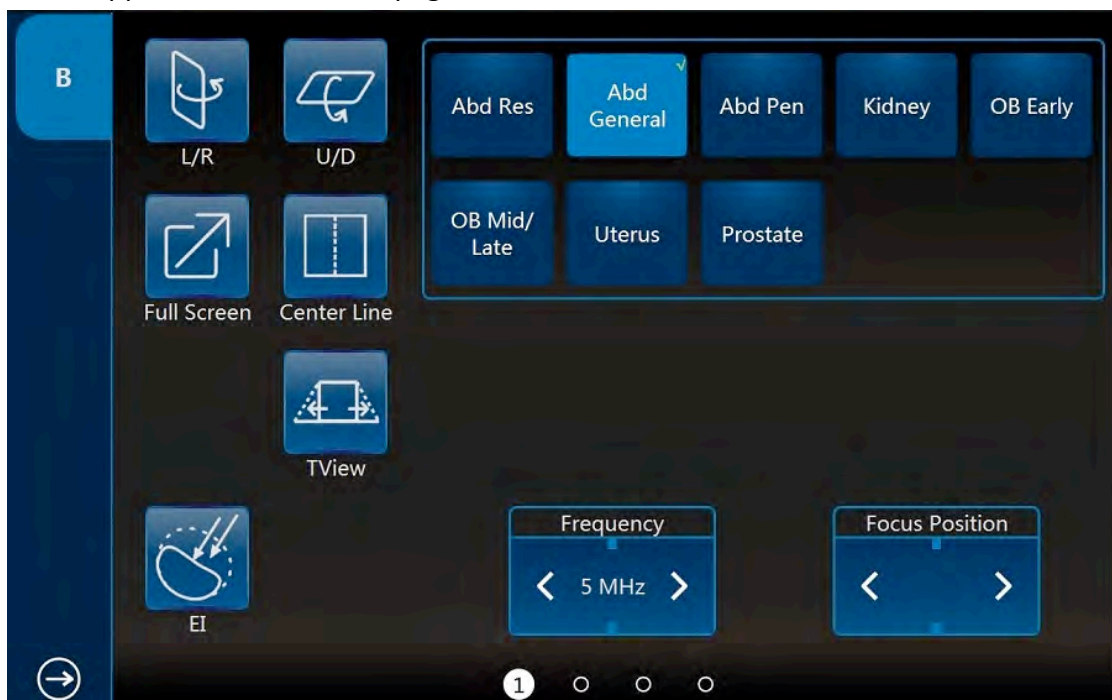 B
L/R
U/D
Full Screen
Center Line
TView
EI
Abd Res
Abd
General
√
Abd Pen
Kidney
OB Early
OB Mid/
Late
Uterus
Prostate
Frequency
5 MHz
Focus Position
1